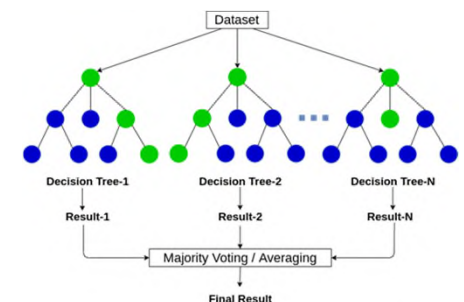 Dataset
Decision Tree-1
Decision Tree-2
Decision Tree-N
Result-1
Result-2
Result-N
Majority Voting / Averaging
Final Result